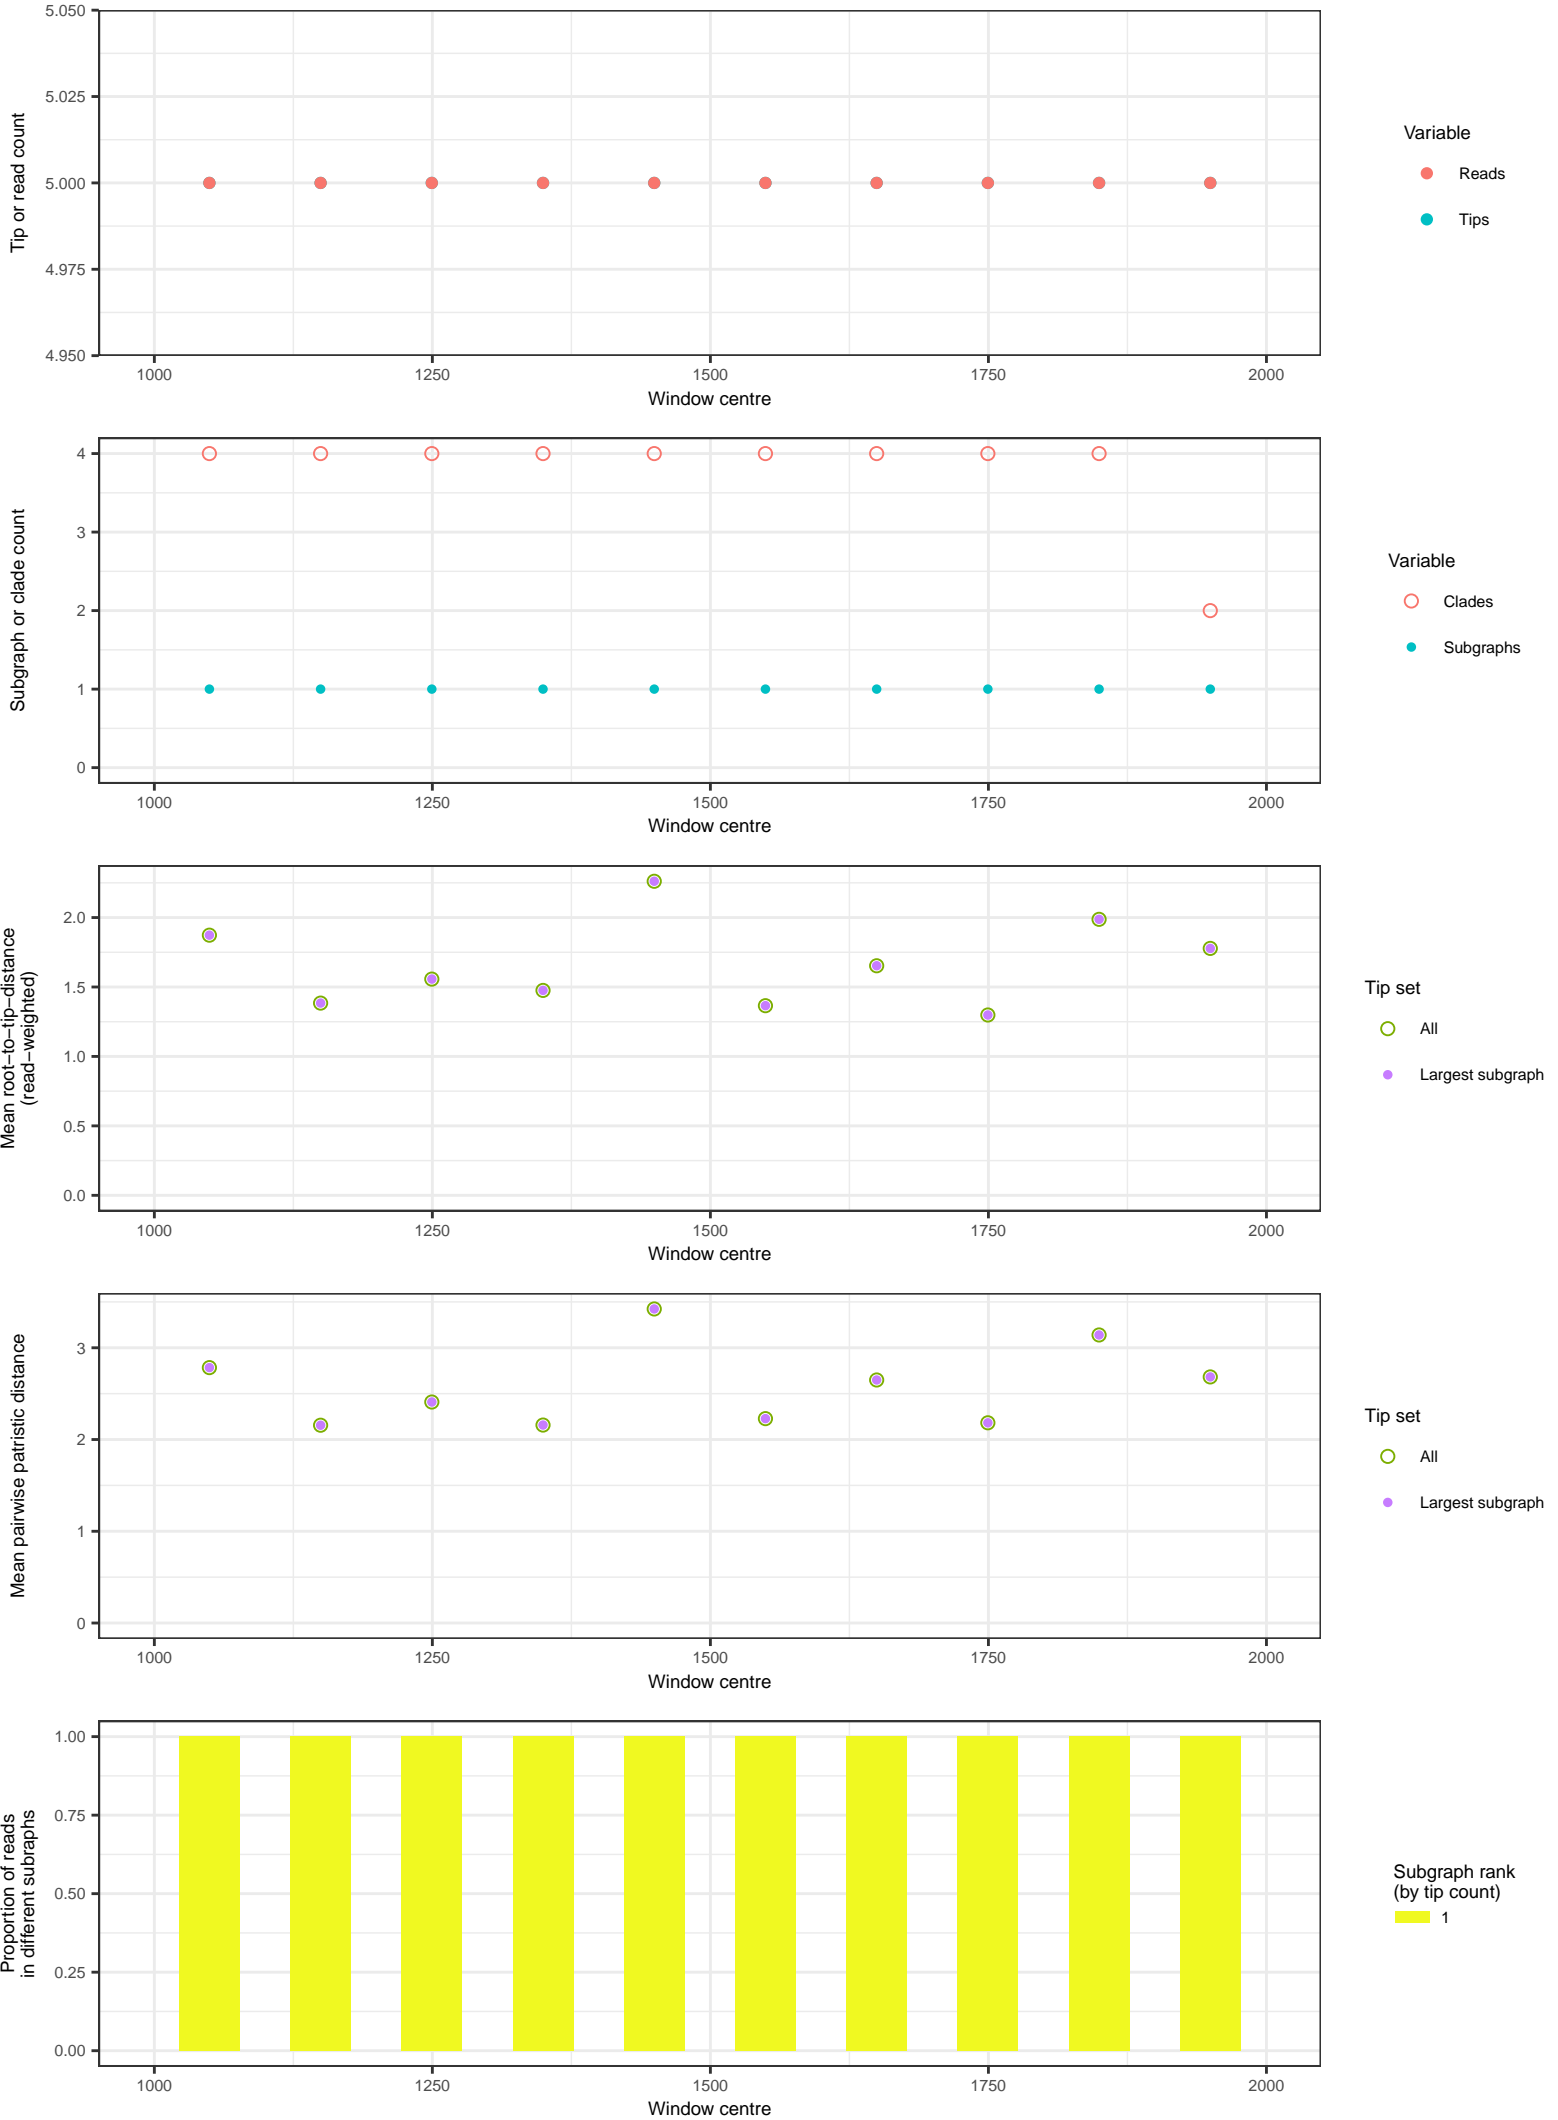 5.050
5.025
5.000
4.975
4.950
Tip or read count
1000 1250 1500 1750 2000
Window centre
Variable
Reads
Tips
4
3
2
1
0
Subgraph or clade count
1000 1250 1500 1750 2000
Window centre
Variable
Clades
Subgraphs
2.0
1.5
1.0
0.5
0.0
Mean root−to−tip−distance
(read−weighted)
1000 1250 1500 1750 2000
Window centre
Tip set
All
Largest subgraph
3
2
1
0
Mean pairwise patristic distance
1000 1250 1500 1750 2000
Window centre
Tip set
All
Largest subgraph
1.00
0.75
0.50
0.25
0.00
Proportion of reads
in different subraphs
1000 1250 1500 1750 2000
Window centre
Subgraph rank
(by tip count)
1